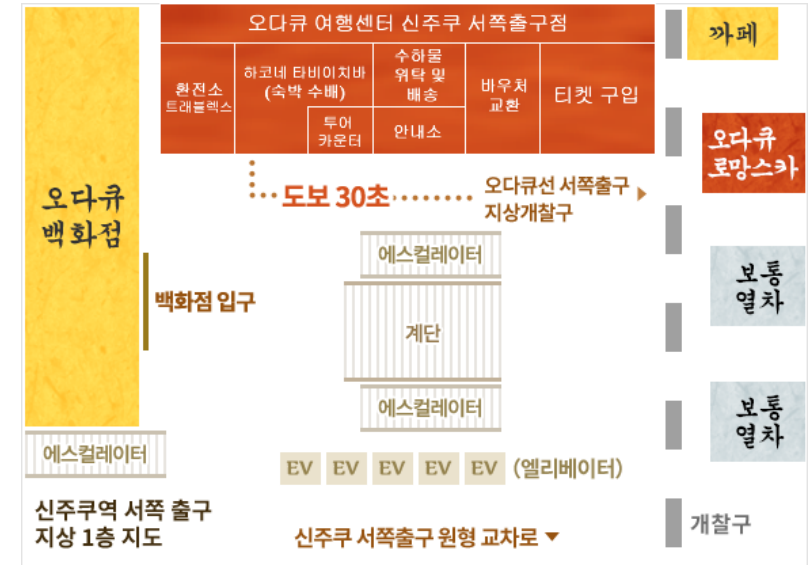 오다큐 여행센터 신주쿠 서쪽출구점
환전소
트래블렉스
하코네 타비이치바
(숙박 수배)
투어
카운터
수하물
위탁 및
배송
안내소
바우처
교환
티켓 구입
까페
오다큐
로망스카
오다큐
백화점
도보 30초
오다큐선 서쪽출구
지상개찰구
에스컬레이터
백화점 입구
계단
보통
열차
에스컬레이터
보통
열차
에스컬레이터
EV EV EV EV EV (엘리베이터)
신주쿠역 서쪽 출구
지상 1층 지도
신주쿠 서쪽출구 원형 교차로
개찰구